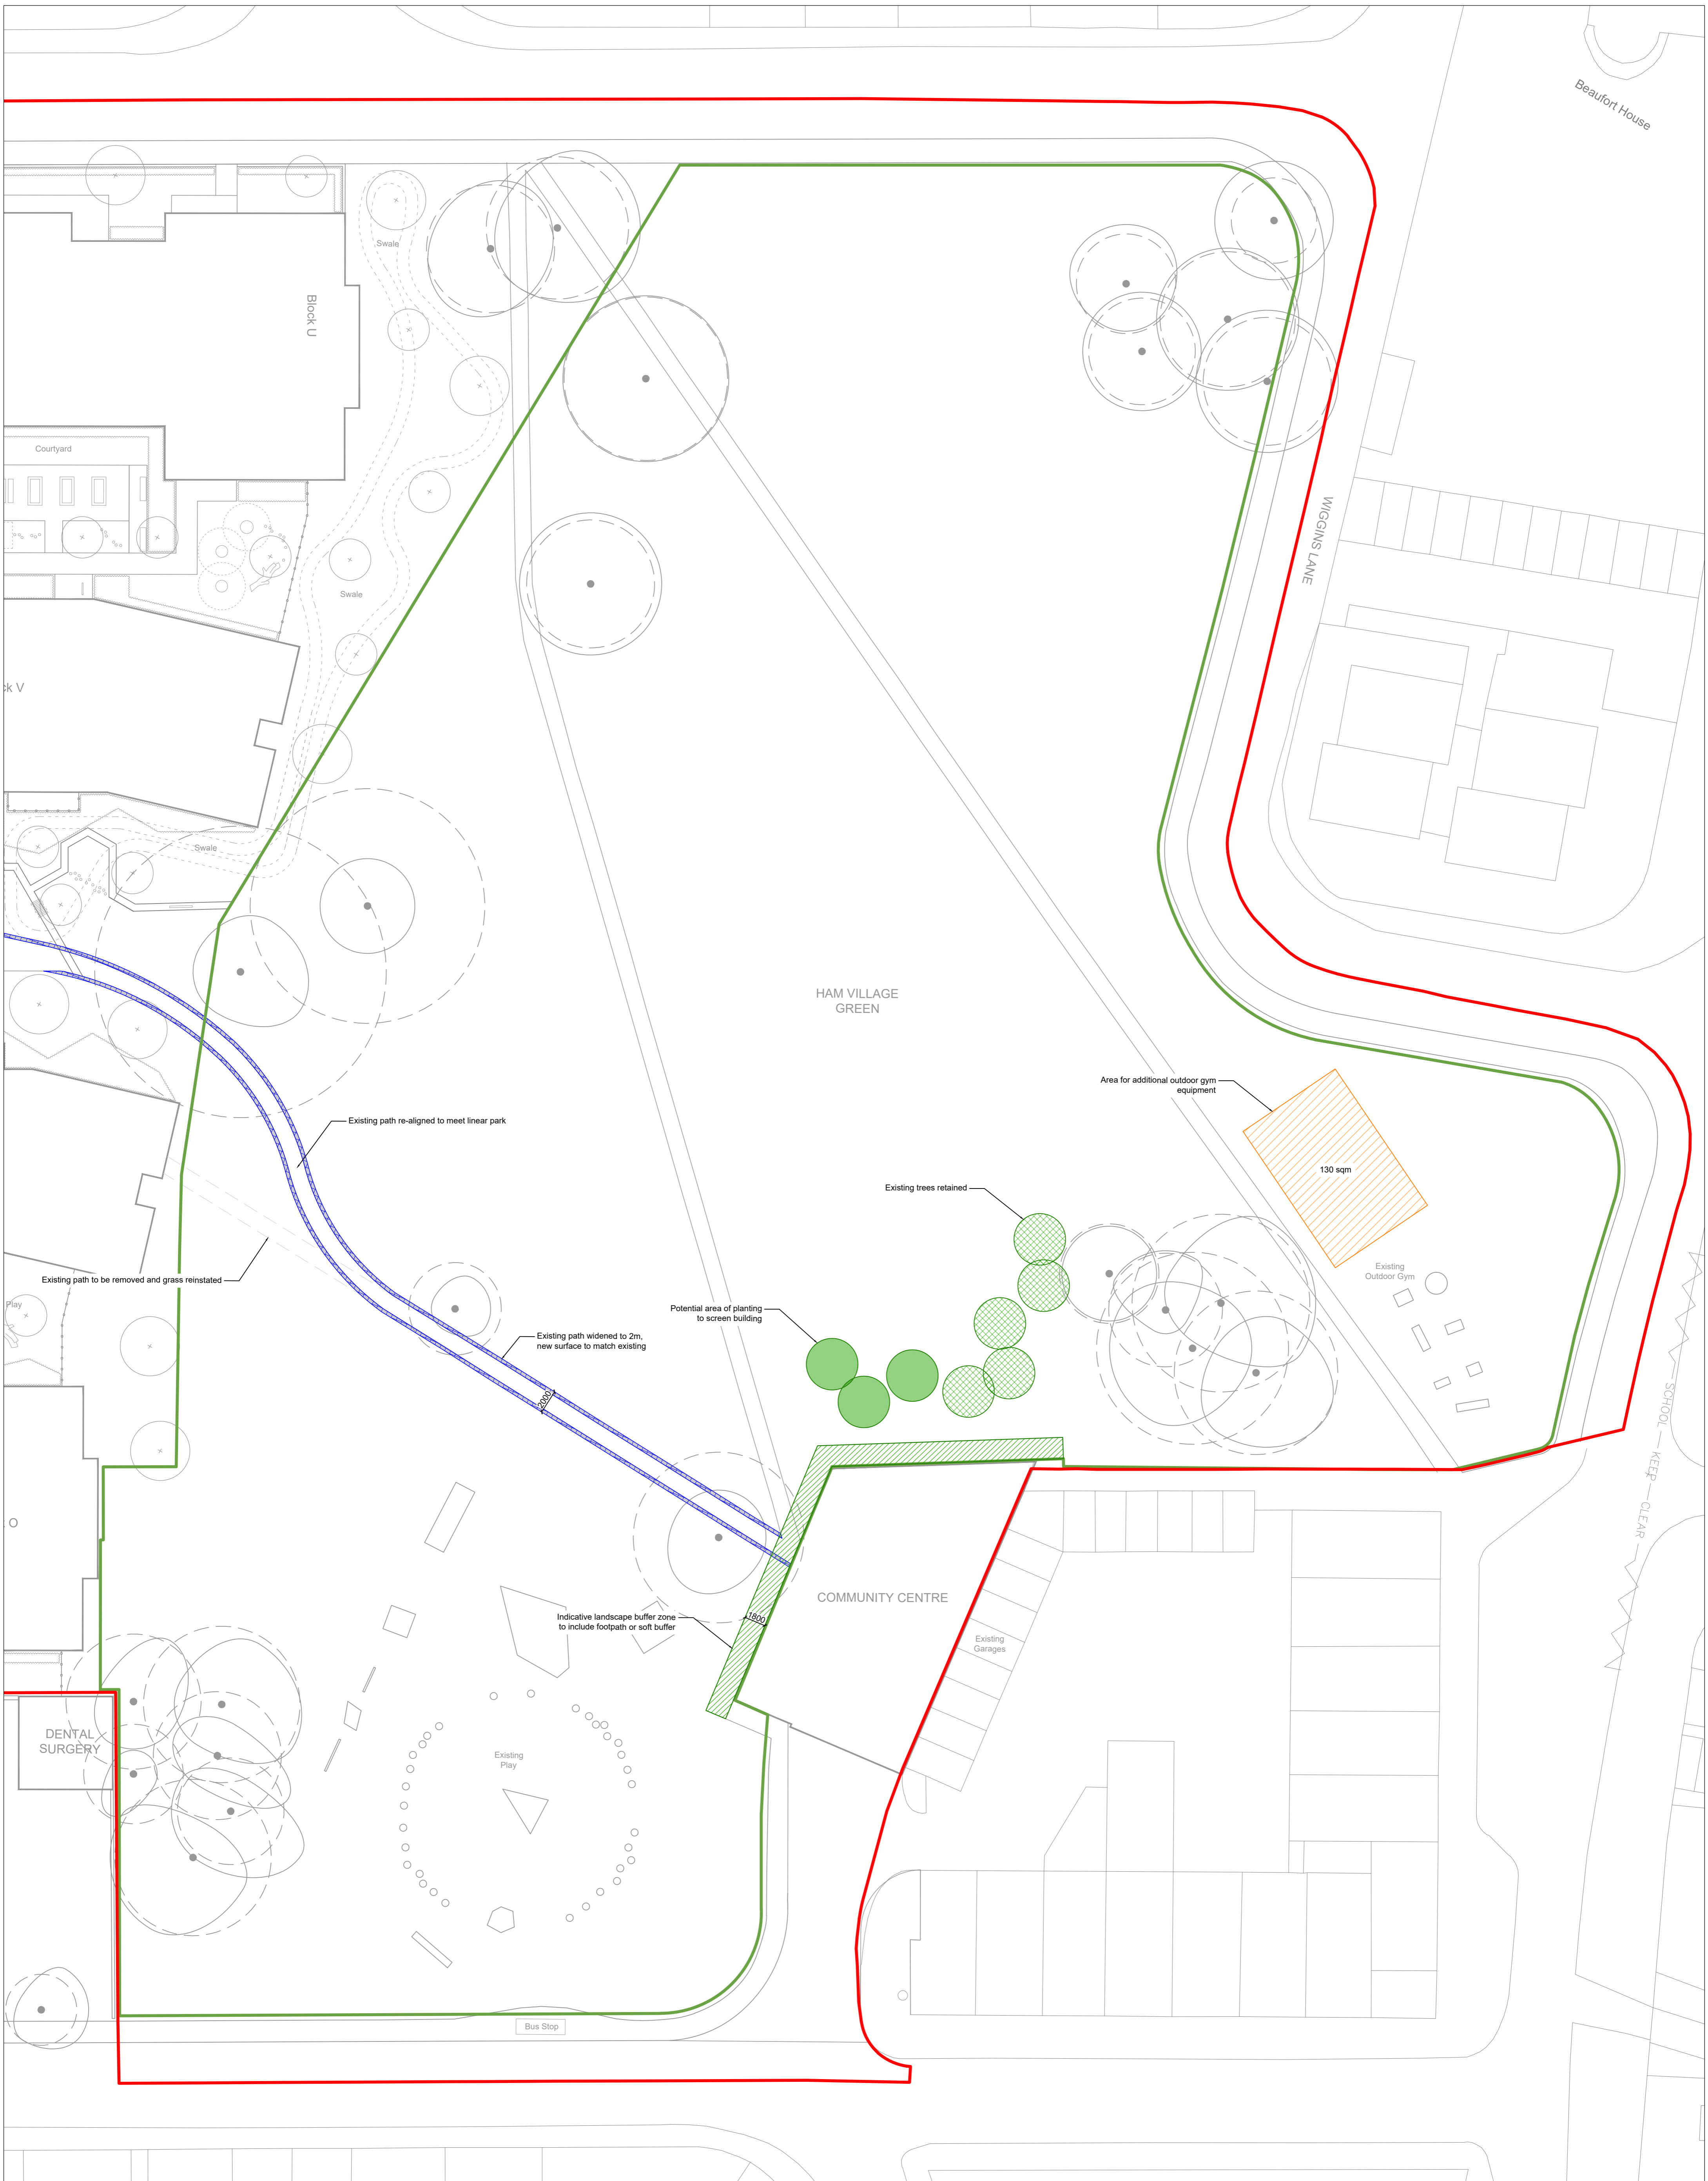 Beaufort House
Swale
Block U
Courtyard
WIGGINS LANE
Swale
ck V
Swale
HAM VILLAGE
GREEN
Area for additional outdoor gym
equipment
Existing path re-aligned to meet linear park
130 sqm
Existing trees retained
Existing
Outdoor Gym
Existing path to be removed and grass reinstated
Play
Potential area of planting
to screen building
Existing path widened to 2m,
new surface to match existing
2000
SCHOOL KEEP CLEAR
O
COMMUNITY CENTRE
Indicative landscape buffer zone
to include footpath or soft buffer
1800
Existing
Garages
DENTAL
SURGERY
Existing
Play
Bus Stop